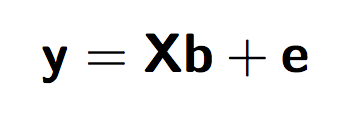 y = Xb + e